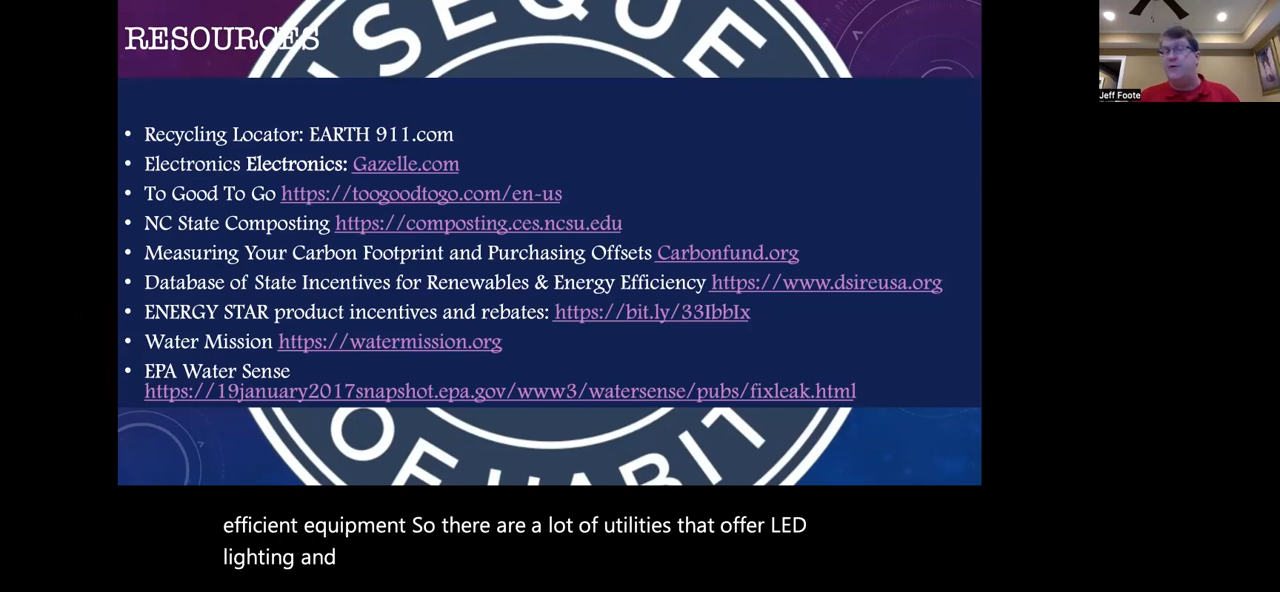 RESOURCES
ISEQUE
• Recycling Locator: EARTH 911.com
• Electronics Electronics: Gazelle.com
• To Good To Go https://toogoodtogo.com/en-us
• NC State Composting https://composting.ces.ncsu.edu
• Measuring Your Carbon Footprint and Purchasing Offsets Carbonfund.org
• Database of State Incentives for Renewables & Energy Efficiency https://www.dsireusa.org
• ENERGY STAR product incentives and rebates: https://bit.ly/33IbbIx
• Water Mission https://watermission.org
• EPA Water Sense
https://19january2017snapshot.epa.gov/www3/watersense/pubs/fixleak.html
OF HABIT
efficient equipment So there are a lot of utilities that offer LED
lighting and
Jeff Foote